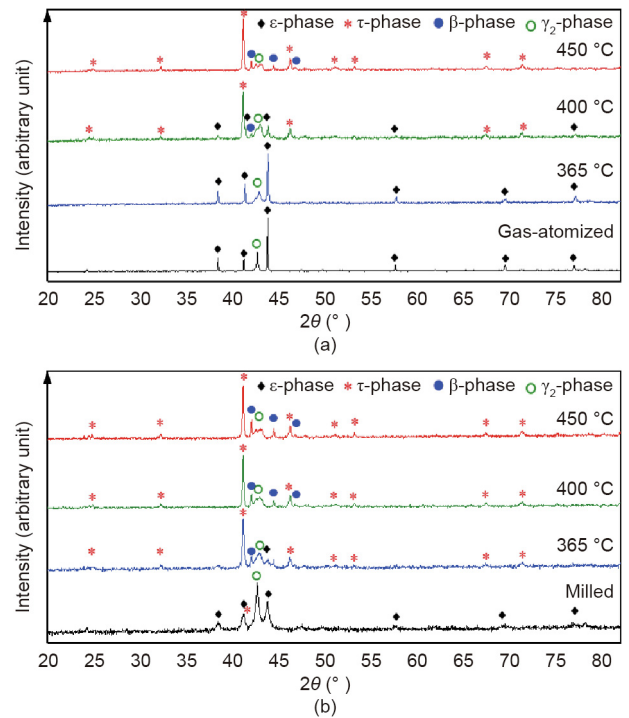 Intensity (arbitrary unit)
♦ ε-phase * τ-phase ● β-phase ○ γ₂-phase
450 °C
400 °C
365 °C
Gas-atomized
20 25 30 35 40 45 50 55 60 65 70 75 80
2θ (°)
(a)
Intensity (arbitrary unit)
♦ ε-phase * τ-phase ● β-phase ○ γ₂-phase
450 °C
400 °C
365 °C
Milled
20 25 30 35 40 45 50 55 60 65 70 75 80
2θ (°)
(b)